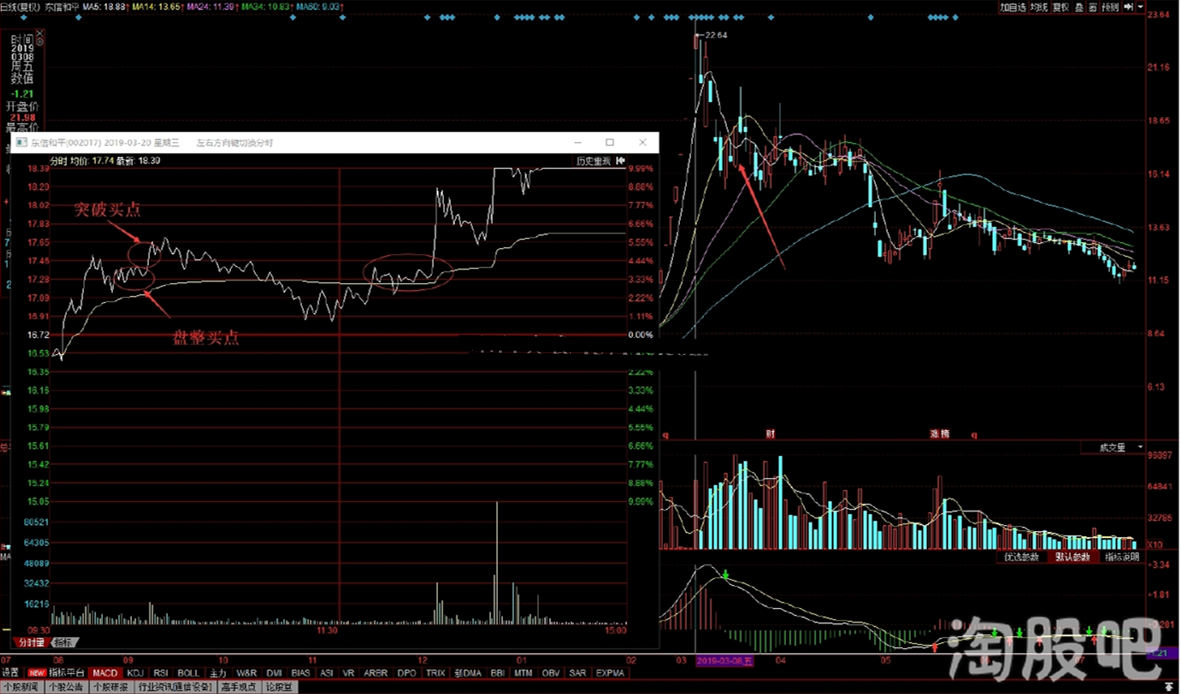 日线(复权) 东信和平 MA5: 18.88↑ MA14: 13.65↑ MA24: 11.39↑ MA34: 10.83↑ MA60: 9.03↑
加自选 均线 复权 叠 预测
23.64
22.64
21.16
18.65
16.14
13.63
11.15
8.64
6.13
时间
2019
0308
周五
数值
-1.21
开盘价
21.98
最高价
东信和平(002017) 2019-03-20 星期三 左右方向键切换分时
分时 均价: 17.74 最新: 18.39
历史重现
18.39 9.99%
18.20 8.88%
18.02 7.77%
17.83 6.66%
17.65 5.55%
17.46 4.44%
17.28 3.33%
17.09 2.22%
16.91 1.11%
16.72 0.00%
16.53
16.35 2.22%
16.16 3.33%
15.98 4.44%
15.79 5.55%
15.61 6.66%
15.42 7.77%
15.24 8.88%
15.05 9.99%
80521
64305
48089
32432
16216
09:30 11:30 15:00
突破买点
盘整买点
分时量 指标
q 财 涨榜 q
成交量
96897
64841
32785
X10
优选参数 默认参数 指标说明
+3.34
+1.81
+0.281
-1.21
07 08 09 10 11 12 01 02 03 2019-03-08五 04 05
设置 NEW 指标平台 MACD KDJ RSI BOLL 主力 W&R DMI BIAS ASI VR ARBR DPO TRIX 新DMA BBI MTM OBV SAR EXPMA
个股新闻 个股公告 个股研报 行业资讯[通信设备] 高手观点 论股堂
淘股吧